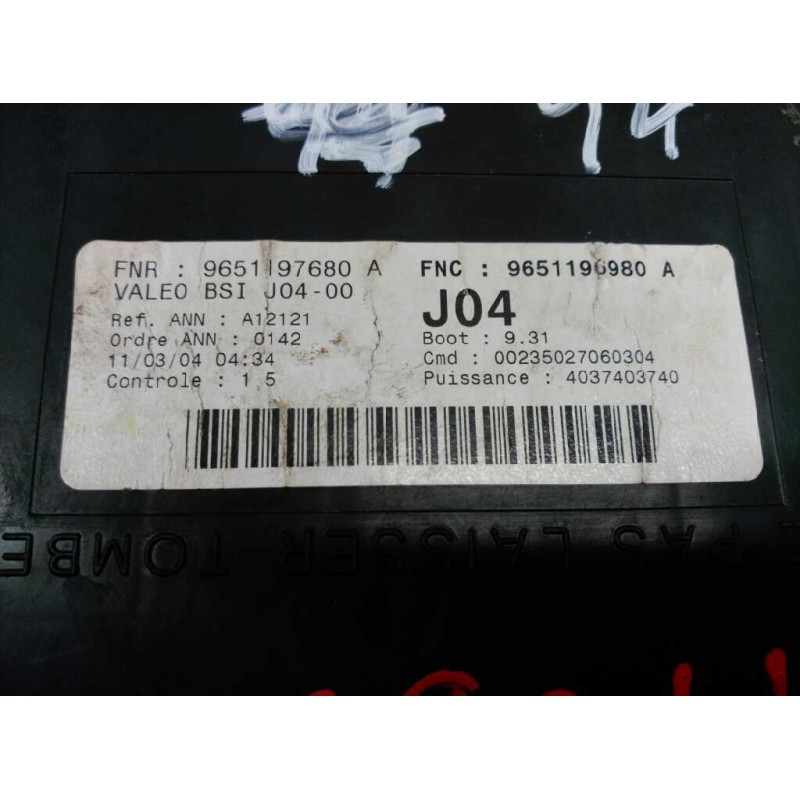 94
FNR : 9651197680 A
FNC : 9651196980 A
VALEO BSI J04-00
J04
Ref. ANN : A12121
Ordre ANN : 0142
Boot : 9.31
11/03/04 04:34
Cmd : 00235027060304
Controle : 1 5
Puissance : 4037403740
PAS LAISSER TOMBE